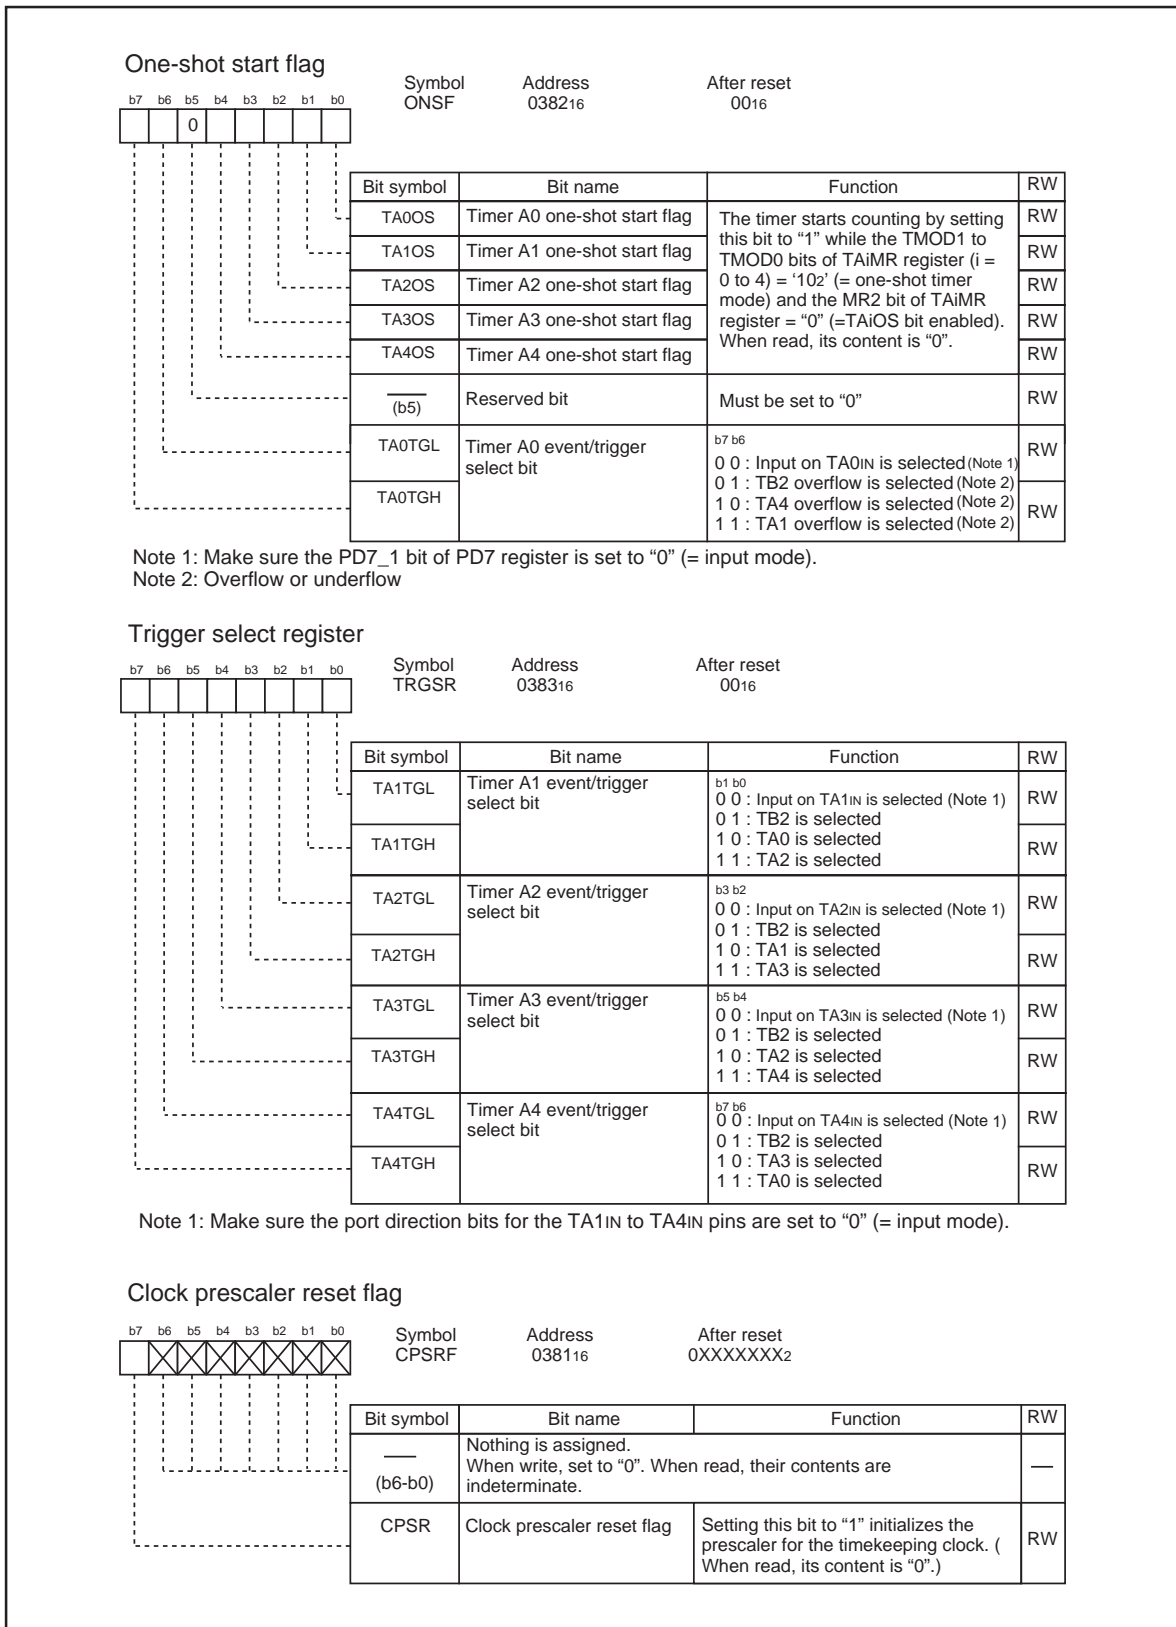 One-shot start flag
Symbol Address After reset
ONSF 038216 0016
b7 b6 b5 b4 b3 b2 b1 b0
0
Bit symbol Bit name Function RW
TA0OS Timer A0 one-shot start flag RW
TA1OS Timer A1 one-shot start flag RW
TA2OS Timer A2 one-shot start flag RW
TA3OS Timer A3 one-shot start flag RW
TA4OS Timer A4 one-shot start flag RW
The timer starts counting by setting
this bit to “1” while the TMOD1 to
TMOD0 bits of TAiMR register (i =
0 to 4) = ‘102’ (= one-shot timer
mode) and the MR2 bit of TAiMR
register = “0” (=TAiOS bit enabled).
When read, its content is “0”.
(b5) Reserved bit Must be set to “0” RW
TA0TGL Timer A0 event/trigger RW
select bit
TA0TGH RW
b7 b6
0 0 : Input on TA0IN is selected (Note 1)
0 1 : TB2 overflow is selected (Note 2)
1 0 : TA4 overflow is selected (Note 2)
1 1 : TA1 overflow is selected (Note 2)
Note 1: Make sure the PD7_1 bit of PD7 register is set to “0” (= input mode).
Note 2: Overflow or underflow
Trigger select register
Symbol Address After reset
TRGSR 038316 0016
b7 b6 b5 b4 b3 b2 b1 b0
Bit symbol Bit name Function RW
TA1TGL Timer A1 event/trigger RW
select bit
TA1TGH RW
b1 b0
0 0 : Input on TA1IN is selected (Note 1)
0 1 : TB2 is selected
1 0 : TA0 is selected
1 1 : TA2 is selected
TA2TGL Timer A2 event/trigger RW
select bit
TA2TGH RW
b3 b2
0 0 : Input on TA2IN is selected (Note 1)
0 1 : TB2 is selected
1 0 : TA1 is selected
1 1 : TA3 is selected
TA3TGL Timer A3 event/trigger RW
select bit
TA3TGH RW
b5 b4
0 0 : Input on TA3IN is selected (Note 1)
0 1 : TB2 is selected
1 0 : TA2 is selected
1 1 : TA4 is selected
TA4TGL Timer A4 event/trigger RW
select bit
TA4TGH RW
b7 b6
0 0 : Input on TA4IN is selected (Note 1)
0 1 : TB2 is selected
1 0 : TA3 is selected
1 1 : TA0 is selected
Note 1: Make sure the port direction bits for the TA1IN to TA4IN pins are set to “0” (= input mode).
Clock prescaler reset flag
Symbol Address After reset
CPSRF 038116 0XXXXXXX2
b7 b6 b5 b4 b3 b2 b1 b0
Bit symbol Bit name Function RW
(b6-b0)
Nothing is assigned.
When write, set to “0”. When read, their contents are
indeterminate.
—
CPSR Clock prescaler reset flag RW
Setting this bit to “1” initializes the
prescaler for the timekeeping clock. (
When read, its content is “0”.)